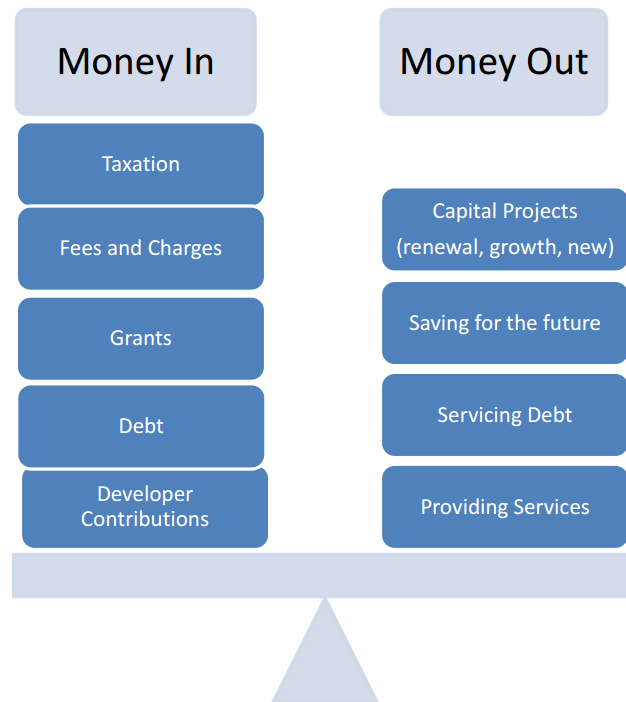 Money In
Taxation
Fees and Charges
Grants
Debt
Developer
Contributions
Money Out
Capital Projects
(renewal, growth, new)
Saving for the future
Servicing Debt
Providing Services